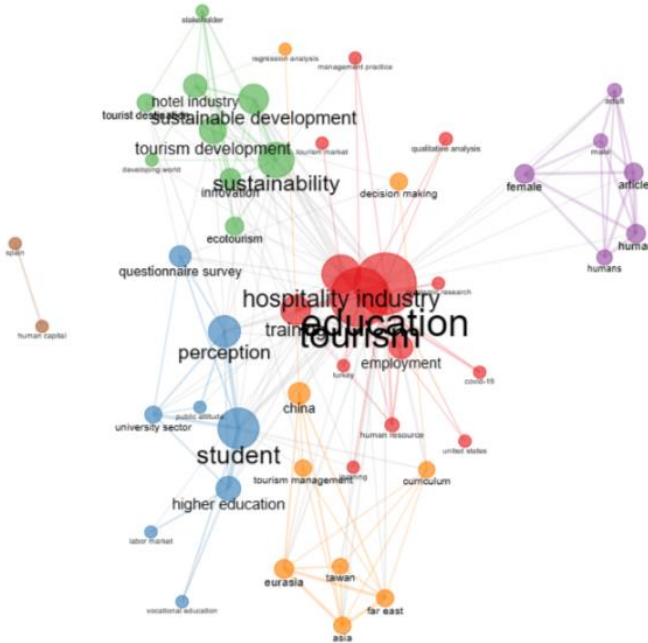 stakeholder
regression analysis
management practice
hotel industry
tourist destination
sustainable development
adult
tourism market
qualitative analysis
male
tourism development
developing world
sustainability
innovation
decision making
female
article
ecotourism
human
humans
spain
questionnaire survey
hospitality industry
education
training
tourism
human capital
perception
employment
turkey
covid-19
china
public attitude
university sector
human resource
united states
student
tourism management
learning
curriculum
higher education
labor market
eurasia
taiwan
vocational education
far east
asia